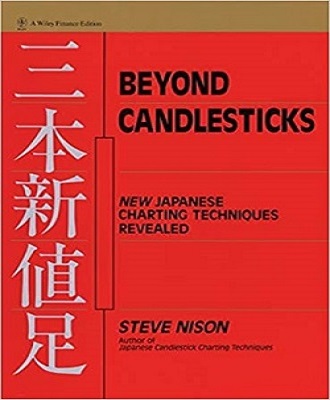 A Wiley Finance Edition
三本新値足
BEYOND
CANDLESTICKS
NEW JAPANESE
CHARTING TECHNIQUES
REVEALED
STEVE NISON
Author of
Japanese Candlestick Charting Techniques